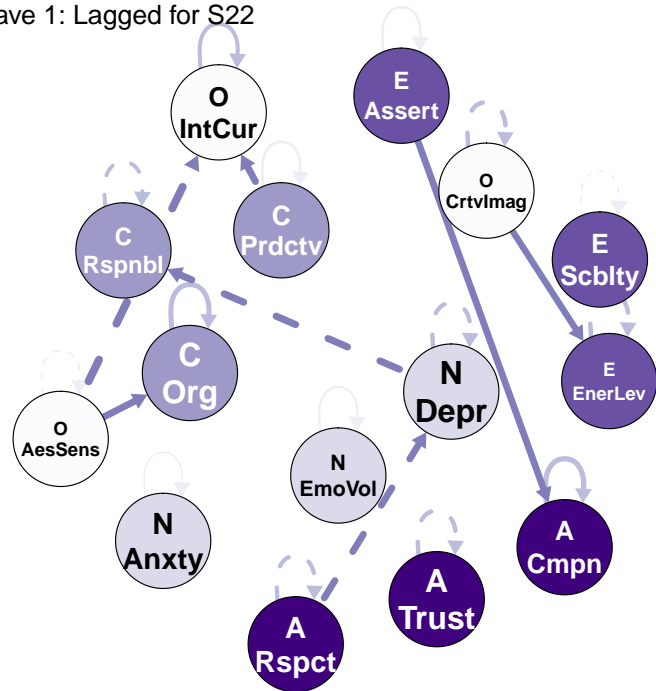 ave 1: Lagged for S22
O
IntCur
E
Assert
O
CrtvImag
C
Rspnbl
C
Prdctv
E
Scblty
C
Org
N
Depr
E
EnerLev
O
AesSens
N
EmoVol
N
Anxty
A
Cmpn
A
Trust
A
Rspct